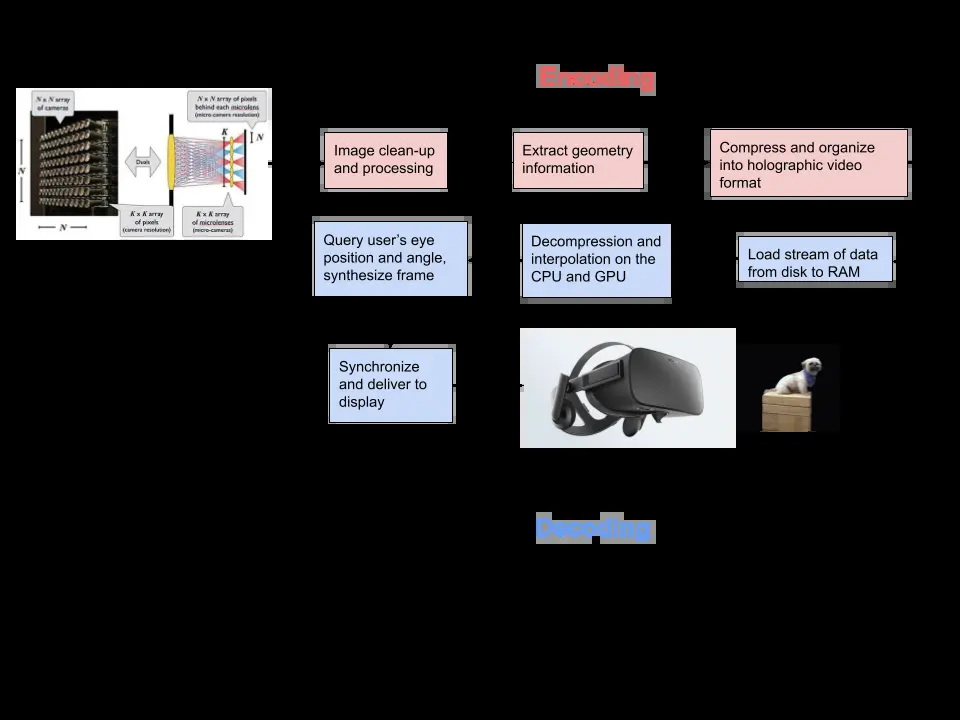 Encoding
N x N array
of cameras
N x N array of pixels
behind each microlens
(micro-camera resolution)
K
N
Duals
N
K x K array
of pixels
(camera resolution)
K x K array
of microlenses
(micro-cameras)
N
Image clean-up
and processing
Extract geometry
information
Compress and organize
into holographic video
format
Query user’s eye
position and angle,
synthesize frame
Decompression and
interpolation on the
CPU and GPU
Load stream of data
from disk to RAM
Synchronize
and deliver to
display
Decoding